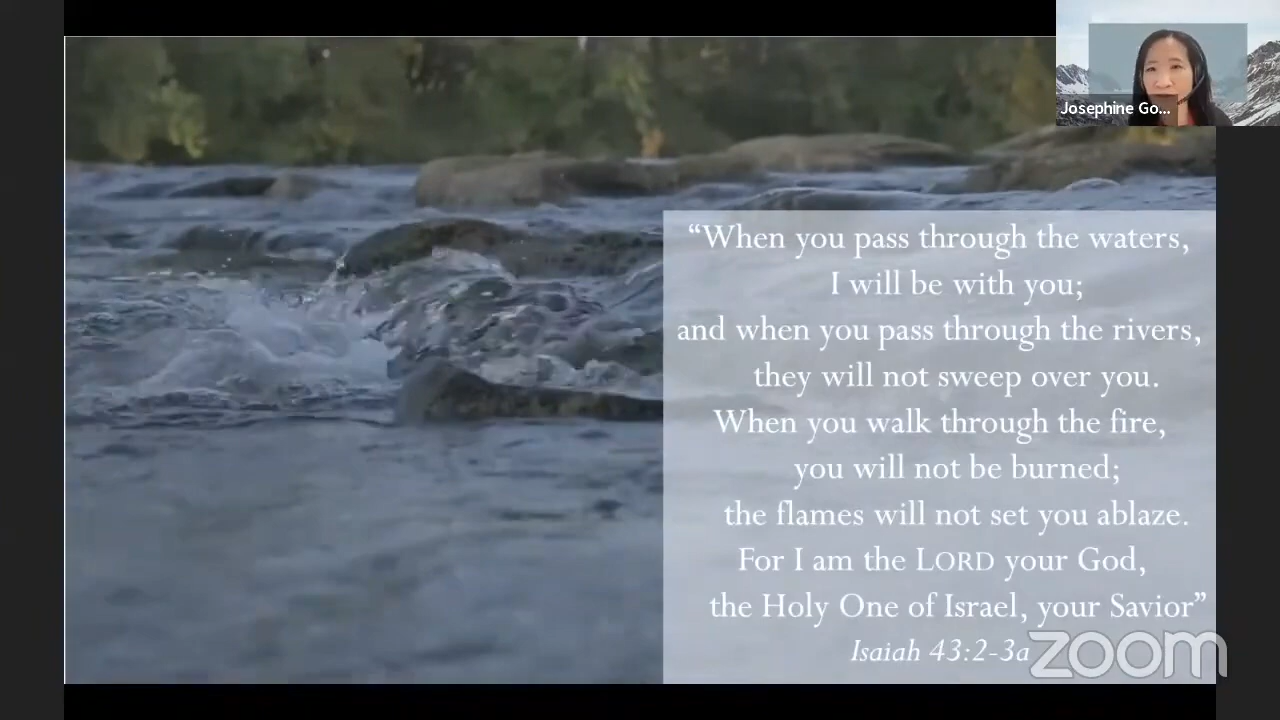 Josephine Go...
“When you pass through the waters,
I will be with you;
and when you pass through the rivers,
they will not sweep over you.
When you walk through the fire,
you will not be burned;
the flames will not set you ablaze.
For I am the LORD your God,
the Holy One of Israel, your Savior”
Isaiah 43:2-3a
zoom